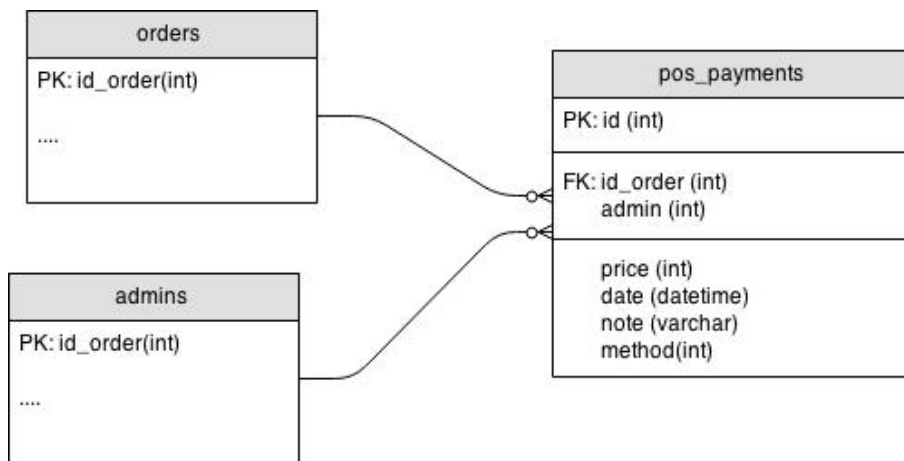 orders
PK: id_order(int)
....
admins
PK: id_order(int)
....
pos_payments
PK: id (int)
FK: id_order (int)
admin (int)
price (int)
date (datetime)
note (varchar)
method(int)